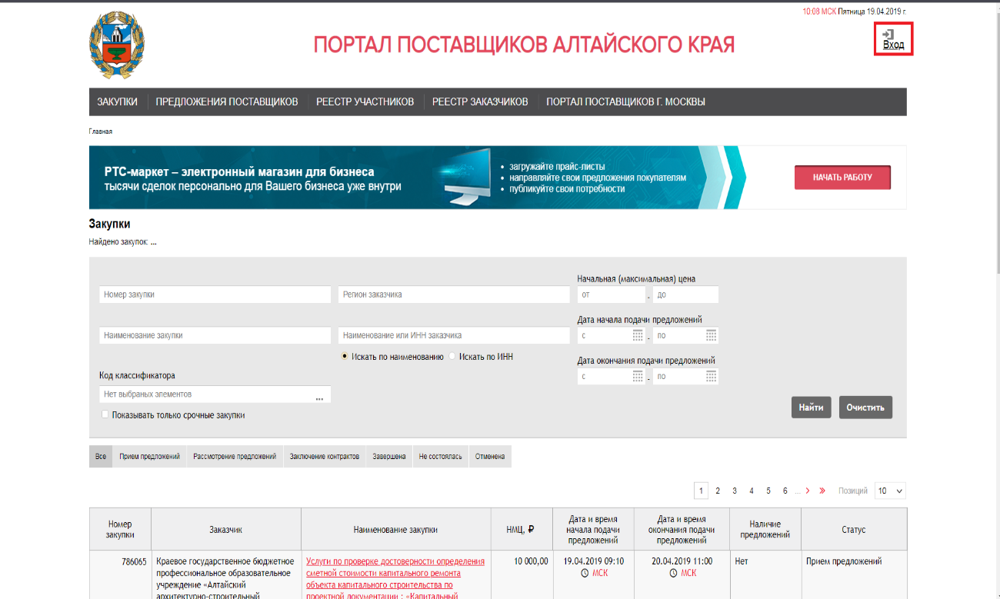 10:08 МСК Пятница 19.04.2019 г.
ПОРТАЛ ПОСТАВЩИКОВ АЛТАЙСКОГО КРАЯ
Вход
ЗАКУПКИ ПРЕДЛОЖЕНИЯ ПОСТАВЩИКОВ РЕЕСТР УЧАСТНИКОВ РЕЕСТР ЗАКАЗЧИКОВ ПОРТАЛ ПОСТАВЩИКОВ Г. МОСКВЫ
Главная
РТС-маркет – электронный магазин для бизнеса
тысячи сделок персонально для Вашего бизнеса уже внутри
• загружайте прайс-листы
• направляйте свои предложения покупателям
• публикуйте свои потребности
НАЧАТЬ РАБОТУ
Закупки
Найдено закупок: ...
Начальная (максимальная) цена
Номер закупки Регион заказчика от - до
Дата начала подачи предложений
Наименование закупки Наименование или ИНН заказчика с - по
Искать по наименованию Искать по ИНН
Дата окончания подачи предложений
Код классификатора
с - по
Нет выбраных элементов ...
Найти Очистить
Показывать только срочные закупки
Все Прием предложений Рассмотрение предложений Заключение контрактов Завершена Не состоялась Отменена
1 2 3 4 5 6 ... › » Позиций 10
Номер закупки Заказчик Наименование закупки НМЦ, ₽ Дата и время начала подачи предложений Дата и время окончания подачи предложений Наличие предложений Статус
786065 Краевое государственное бюджетное Услуги по проверке достоверности определения 10 000,00 19.04.2019 09:10 20.04.2019 11:00 Нет Прием предложений
профессиональное образовательное сметной стоимости капитального ремонта МСК МСК
учреждение «Алтайский объекта капитального строительства по
архитектурно-строительный проектной документации : «Капитальный